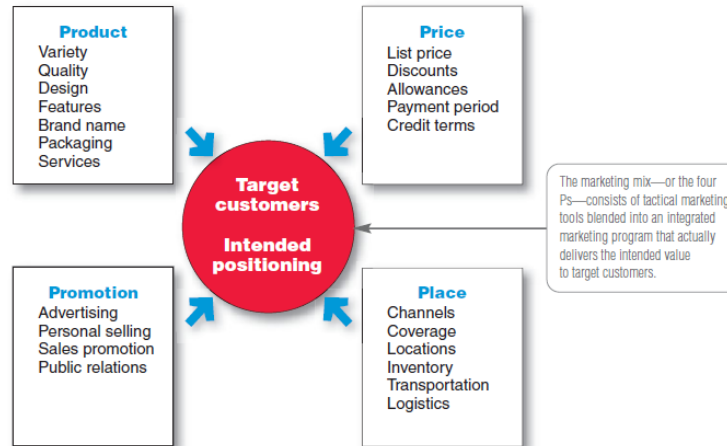 Product
Variety
Quality
Design
Features
Brand name
Packaging
Services
Price
List price
Discounts
Allowances
Payment period
Credit terms
Target
customers
Intended
positioning
The marketing mix—or the four
Ps—consists of tactical marketing
tools blended into an integrated
marketing program that actually
delivers the intended value
to target customers.
Promotion
Advertising
Personal selling
Sales promotion
Public relations
Place
Channels
Coverage
Locations
Inventory
Transportation
Logistics